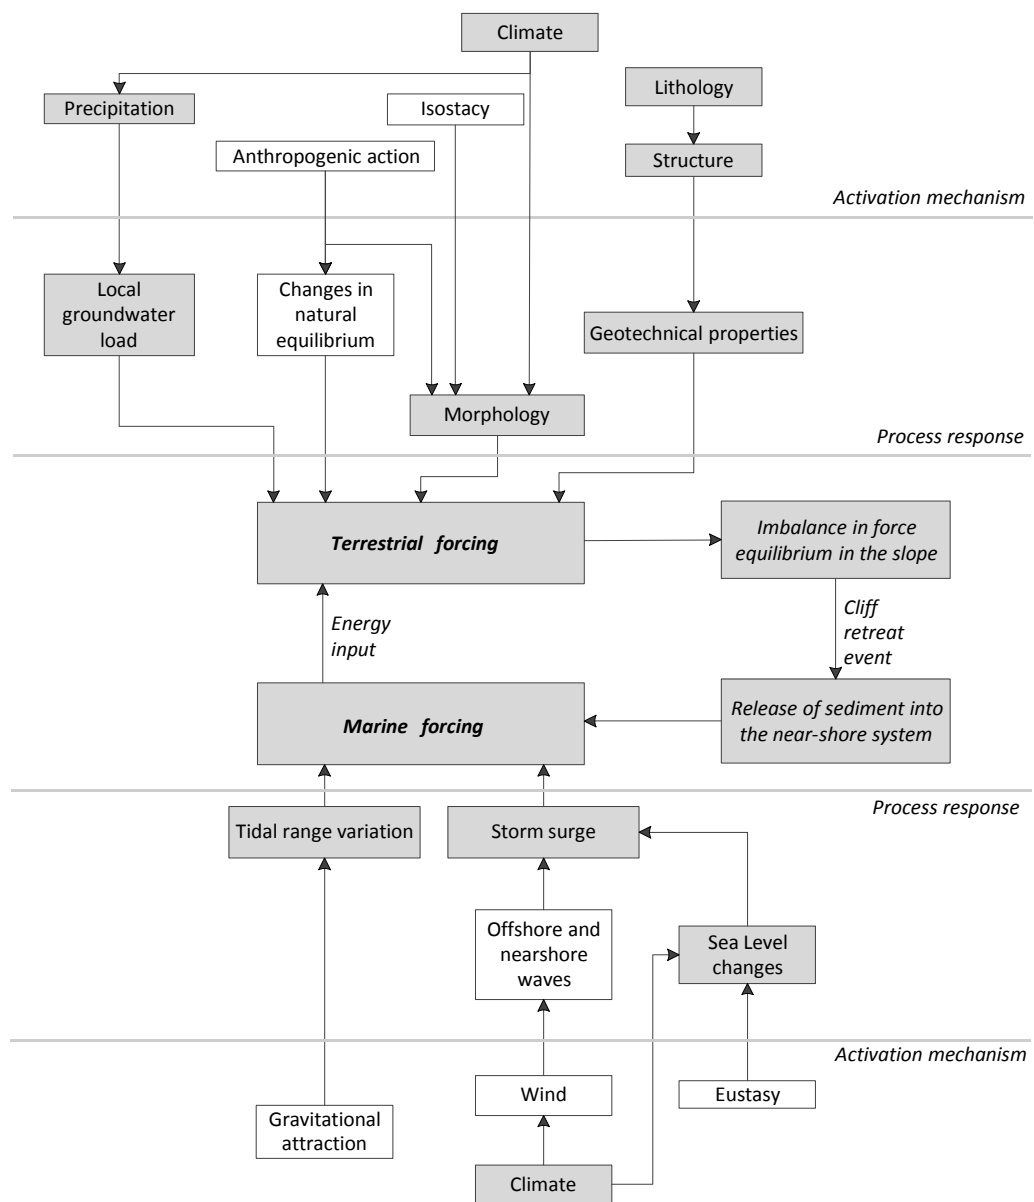 Climate
Lithology
Precipitation
Isostacy
Anthropogenic action
Structure
Activation mechanism
Local
groundwater
load
Changes in
natural
equilibrium
Geotechnical properties
Morphology
Process response
Terrestrial forcing
Imbalance in force
equilibrium in the slope
Energy
input
Cliff
retreat
event
Marine forcing
Release of sediment into
the near-shore system
Process response
Tidal range variation
Storm surge
Offshore and
nearshore
waves
Sea Level
changes
Activation mechanism
Wind
Eustasy
Gravitational
attraction
Climate